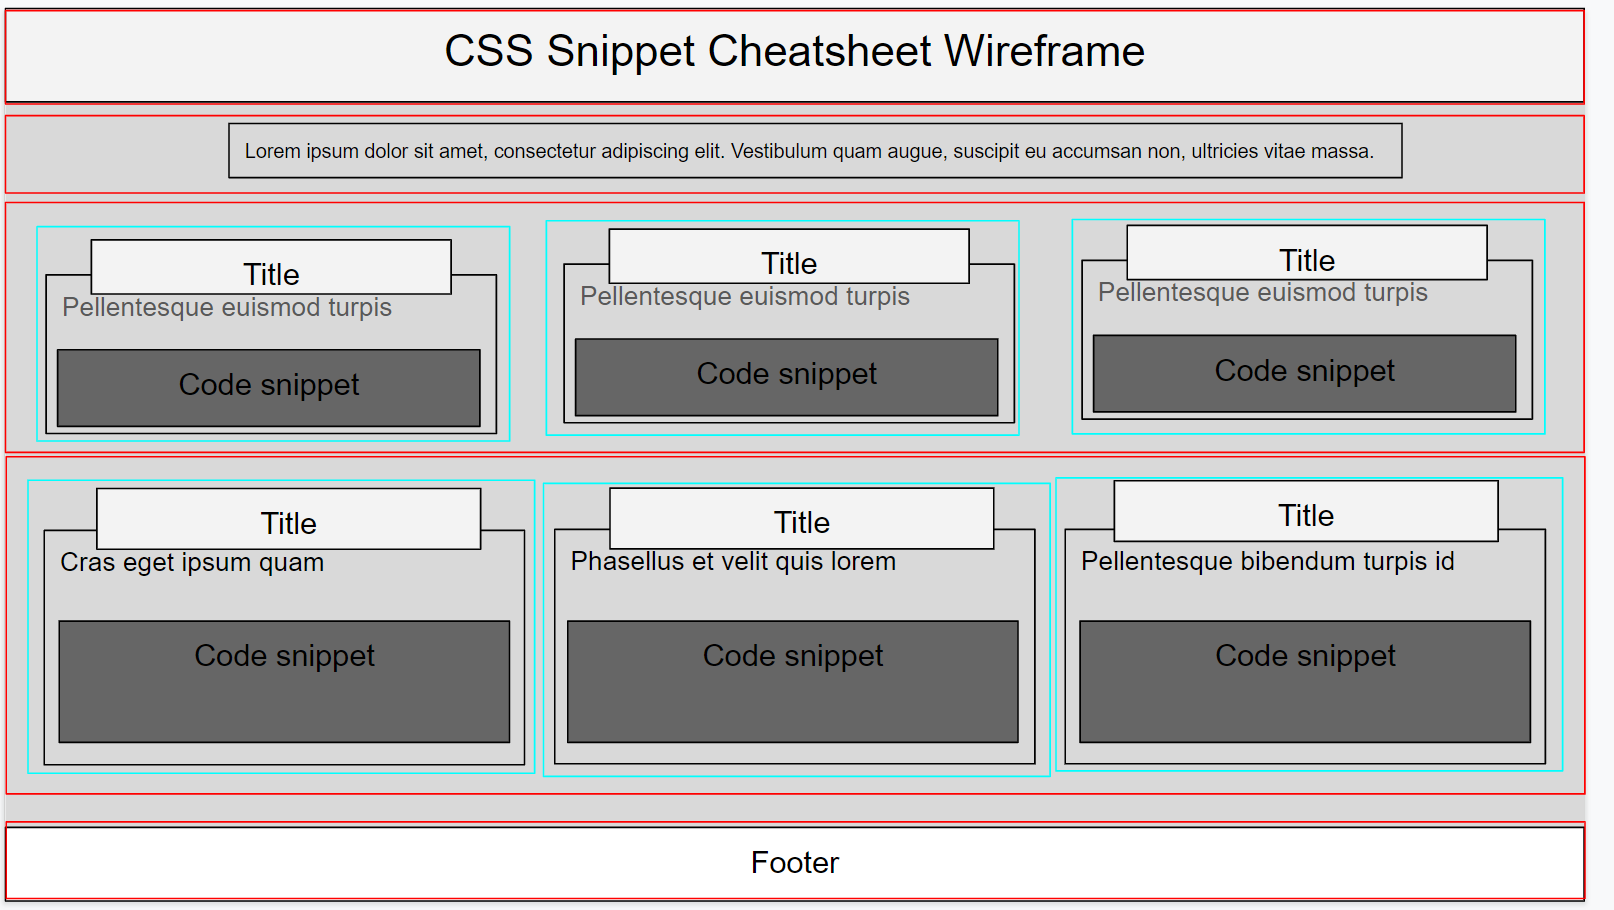 CSS Snippet Cheatsheet Wireframe
Lorem ipsum dolor sit amet, consectetur adipiscing elit. Vestibulum quam augue, suscipit eu accumsan non, ultricies vitae massa.
Title
Pellentesque euismod turpis
Code snippet
Title
Pellentesque euismod turpis
Code snippet
Title
Pellentesque euismod turpis
Code snippet
Title
Cras eget ipsum quam
Code snippet
Title
Phasellus et velit quis lorem
Code snippet
Title
Pellentesque bibendum turpis id
Code snippet
Footer